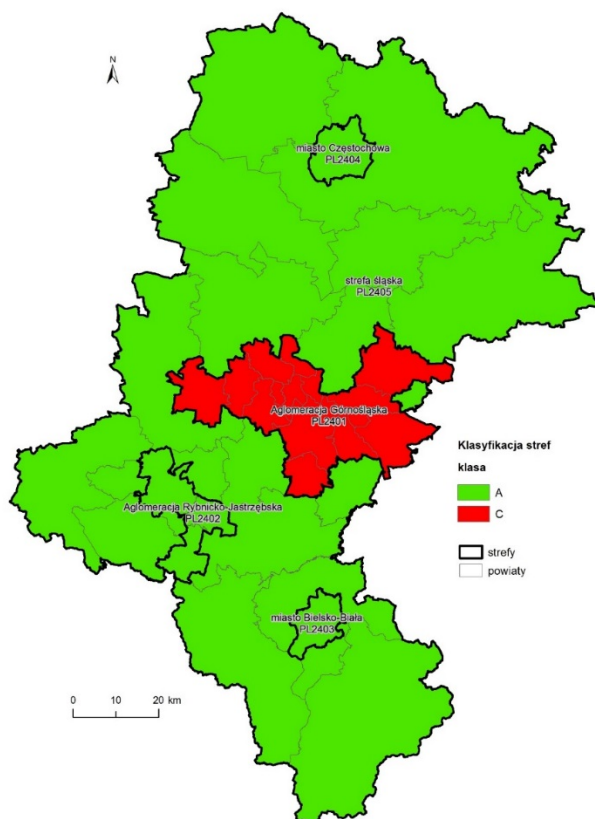 N
miasto Częstochowa
PL2404
strefa śląska
PL2405
Aglomeracja Górnośląska
PL2401
Klasyfikacja stref
klasa
A
C
strefy
powiaty
Aglomeracja Rybnicko-Jastrzębska
PL2402
miasto Bielsko-Biała
PL2403
0 10 20 km